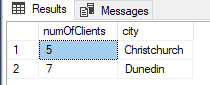 Results Messages
numOfClients city
1 5 Christchurch
2 7 Dunedin